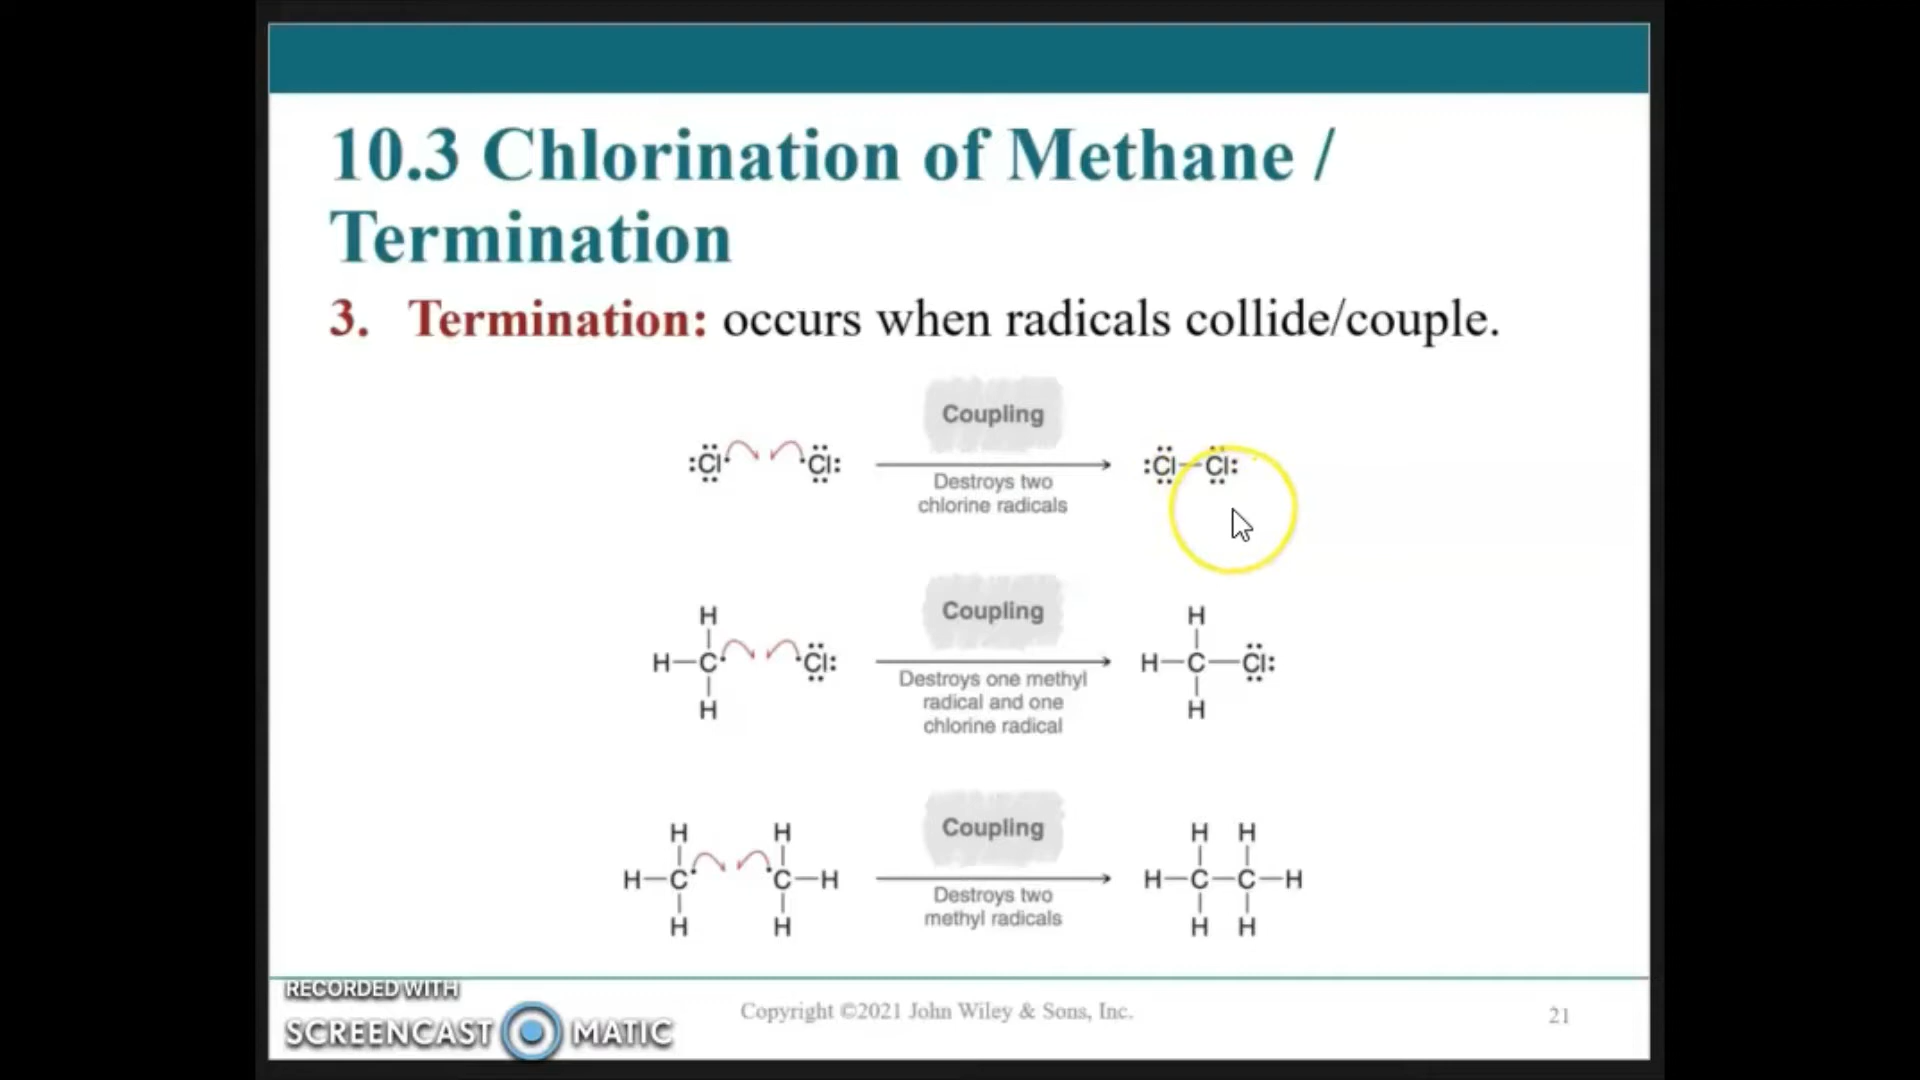 10.3 Chlorination of Methane /
Termination
3. Termination: occurs when radicals collide/couple.
Coupling
:Cl· ·Cl: :Cl—Cl:
Destroys two
chlorine radicals
Coupling
H H
H—C· ·Cl: H—C—Cl:
H H
Destroys one methyl
radical and one
chlorine radical
Coupling
H H H H
H—C· ·C—H H—C—C—H
H H H H
Destroys two
methyl radicals
RECORDED WITH
SCREENCAST MATIC
Copyright ©2021 John Wiley & Sons, Inc.
21